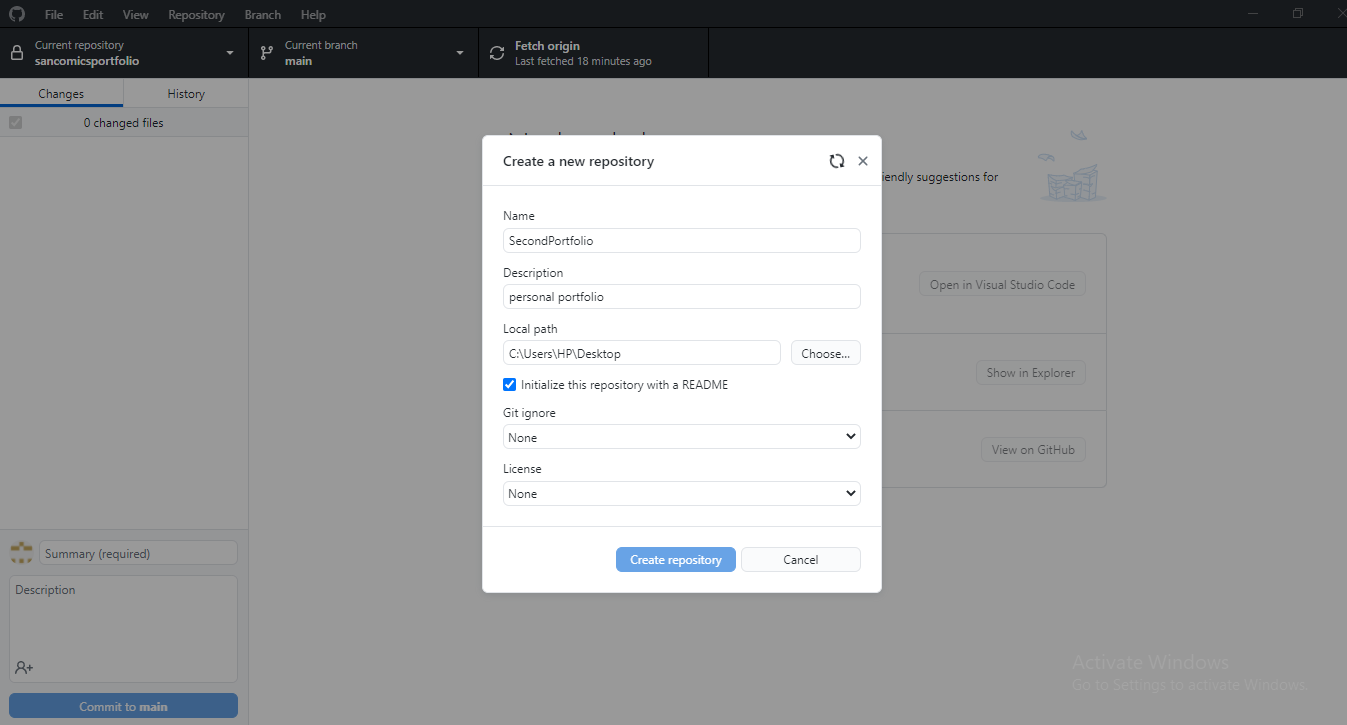 File Edit View Repository Branch Help
Current repository
sancomicsportfolio
Current branch
main
Fetch origin
Last fetched 18 minutes ago
Changes History
0 changed files
Create a new repository
iendly suggestions for
Name
SecondPortfolio
Description
personal portfolio
Open in Visual Studio Code
Local path
C:\Users\HP\Desktop
Choose...
Show in Explorer
Initialize this repository with a README
Git ignore
None
View on GitHub
License
None
Create repository Cancel
Summary (required)
Description
Commit to main
Activate Windows
Go to Settings to activate Windows.